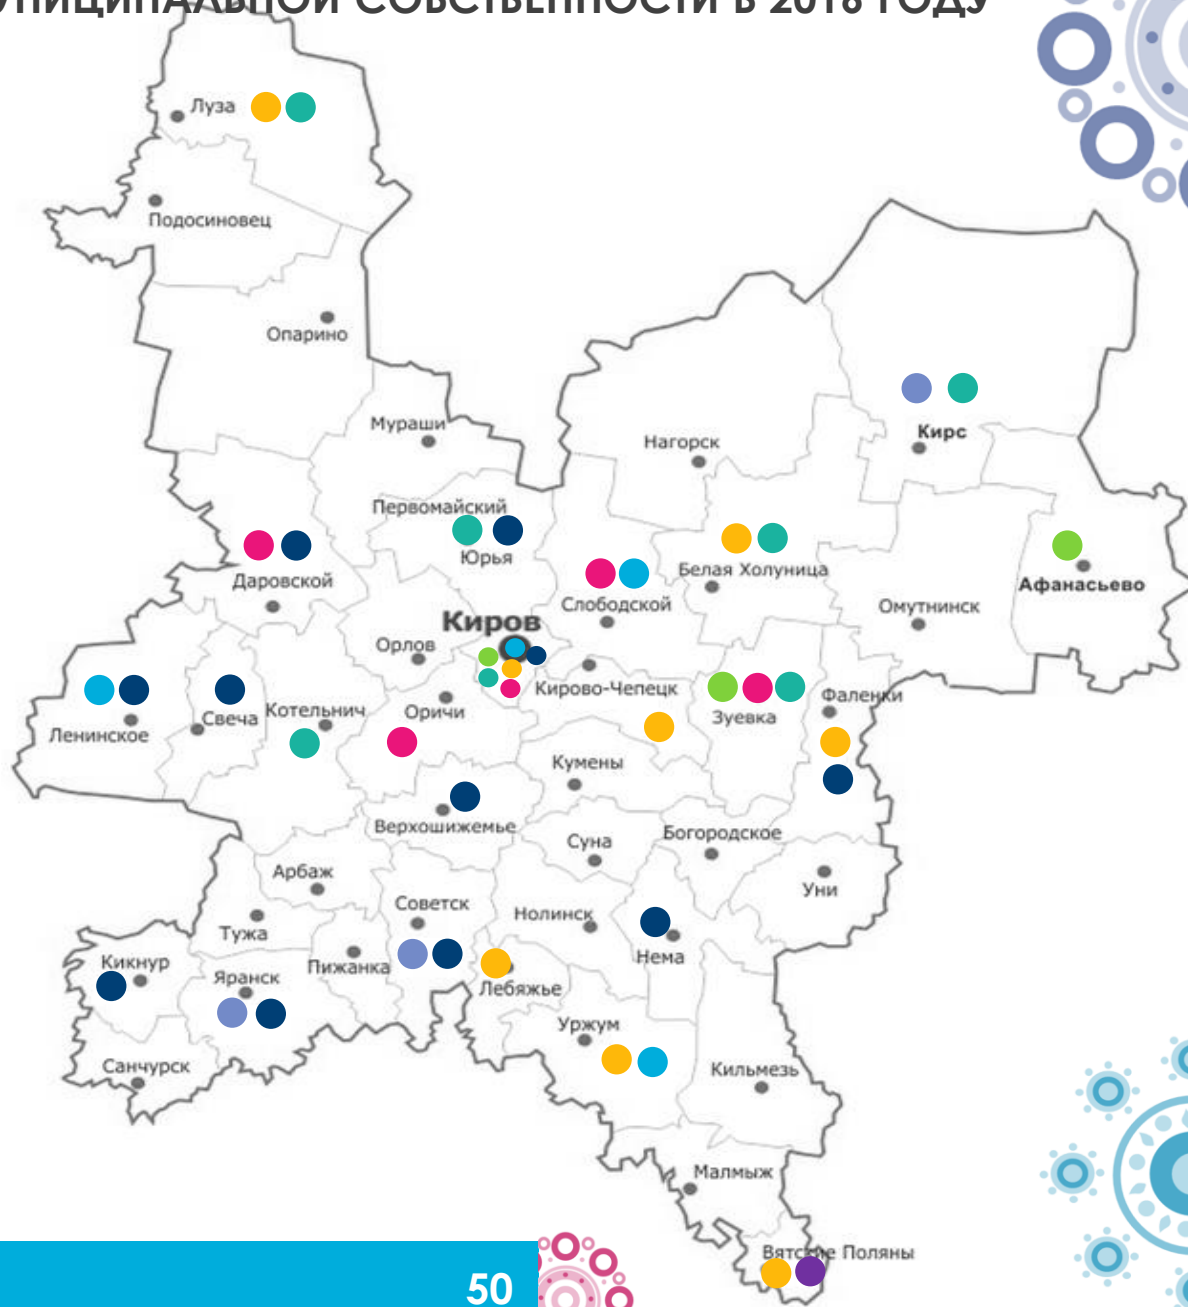 МУНИЦИПАЛЬНОЙ СОБСТВЕННОСТИ В 2018 ГОДУ
Луза
Подосиновец
Опарино
Мураши
Нагорск
Кирс
Первомайский
Юрья
Даровской
Белая Холуница
Афанасьево
Слободской
Омутнинск
Киров
Орлов
Кирово-Чепецк
Фаленки
Свеча
Котельнич
Оричи
Зуевка
Ленинское
Кумены
Верхошижемье
Суна
Богородское
Арбаж
Уни
Советск
Нолинск
Тужа
Нема
Кикнур
Яранск
Пижанка
Лебяжье
Уржум
Санчурск
Кильмезь
Малмыж
Вятские Поляны
50